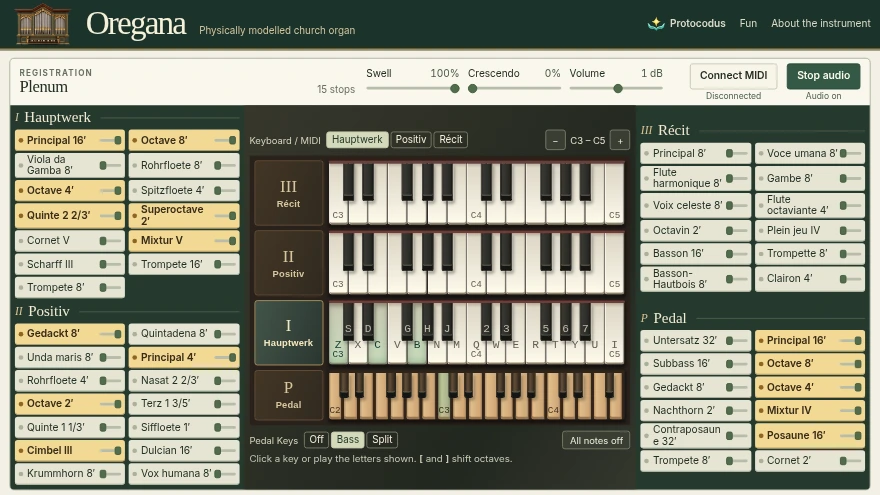 Oregana
Physically modelled church organ
Protocodus
Fun
About the instrument
REGISTRATION
Plenum
15 stops
Swell 100%
Crescendo 0%
Volume 1 dB
Connect MIDI
Disconnected
Stop audio
Audio on
I Hauptwerk
Principal 16'
Octave 8'
Viola da
Gamba 8'
Rohrfloete 8'
Octave 4'
Spitzfloete 4'
Quinte 2 2/3'
Superoctave
2'
Cornet V
Mixtur V
Scharff III
Trompete 16'
Trompete 8'
II Positiv
Gedackt 8'
Quintadena 8'
Unda maris 8'
Principal 4'
Rohrfloete 4'
Nasat 2 2/3'
Octave 2'
Terz 1 3/5'
Quinte 1 1/3'
Siffloete 1'
Cimbel III
Dulcian 16'
Krummhorn 8'
Vox humana 8'
Keyboard / MIDI
Hauptwerk
Positiv
Récit
− C3 – C5 +
III
Récit
C3 C4 C5
II
Positiv
C3 C4 C5
I
Hauptwerk
S D G H J 2 3 5 6 7
Z X C V B N M Q W E R T Y U I
C3 C4 C5
P
Pedal
C2 C3 C4
Pedal Keys
Off
Bass
Split
All notes off
Click a key or play the letters shown. [ and ] shift octaves.
III Récit
Principal 8'
Voce umana 8'
Flute
harmonique 8'
Gambe 8'
Voix celeste 8'
Flute
octaviante 4'
Octavin 2'
Plein jeu IV
Basson 16'
Trompette 8'
Basson-
Hautbois 8'
Clairon 4'
P Pedal
Untersatz 32'
Principal 16'
Subbass 16'
Octave 8'
Gedackt 8'
Octave 4'
Nachthorn 2'
Mixtur IV
Contraposaun
e 32'
Posaune 16'
Trompete 8'
Cornet 2'